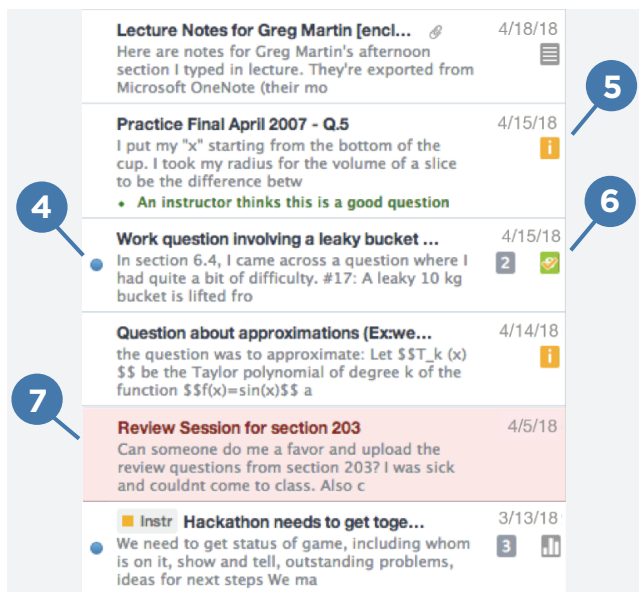 Lecture Notes for Greg Martin [encl... 4/18/18
Here are notes for Greg Martin's afternoon
section I typed in lecture. They're exported from
Microsoft OneNote (their mo
5
Practice Final April 2007 - Q.5 4/15/18
i
I put my "x" starting from the bottom of the
cup. I took my radius for the volume of a slice
to be the difference betw
• An instructor thinks this is a good question
4
6
Work question involving a leaky bucket ... 4/15/18
In section 6.4, I came across a question where I
2
had quite a bit of difficulty. #17: A leaky 10 kg
bucket is lifted fro
Question about approximations (Ex:we... 4/14/18
the question was to approximate: Let $$T_k (x)
i
$$ be the Taylor polynomial of degree k of the
function $$f(x)=sin(x)$$ a
7
Review Session for section 203 4/5/18
Can someone do me a favor and upload the
review questions from section 203? I was sick
and couldnt come to class. Also c
Instr Hackathon needs to get toge... 3/13/18
We need to get status of game, including whom
3
is on it, show and tell, outstanding problems,
ideas for next steps We ma